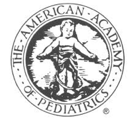 · THE · AMERICAN · ACADEMY ·
OF · PEDIATRICS
®